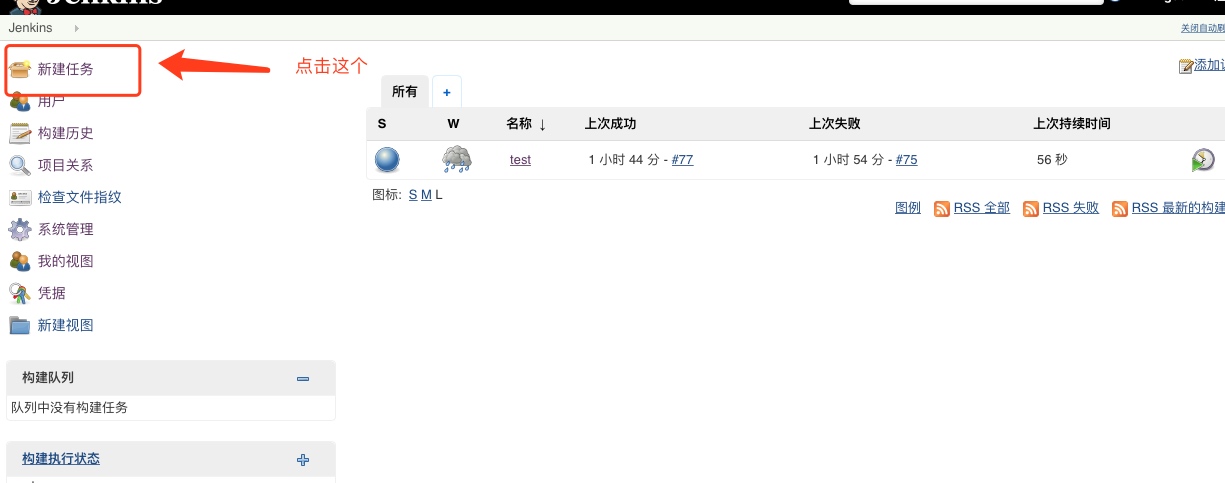 Jenkins
Jenkins
关闭自动刷
新建任务
点击这个
添加
用户
构建历史
项目关系
检查文件指纹
系统管理
我的视图
凭据
新建视图
所有 +
S W 名称 ↓ 上次成功 上次失败 上次持续时间
test 1 小时 44 分 - #77 1 小时 54 分 - #75 56 秒
图标: S M L
图例 RSS 全部 RSS 失败 RSS 最新的构建
构建队列
队列中没有构建任务
构建执行状态